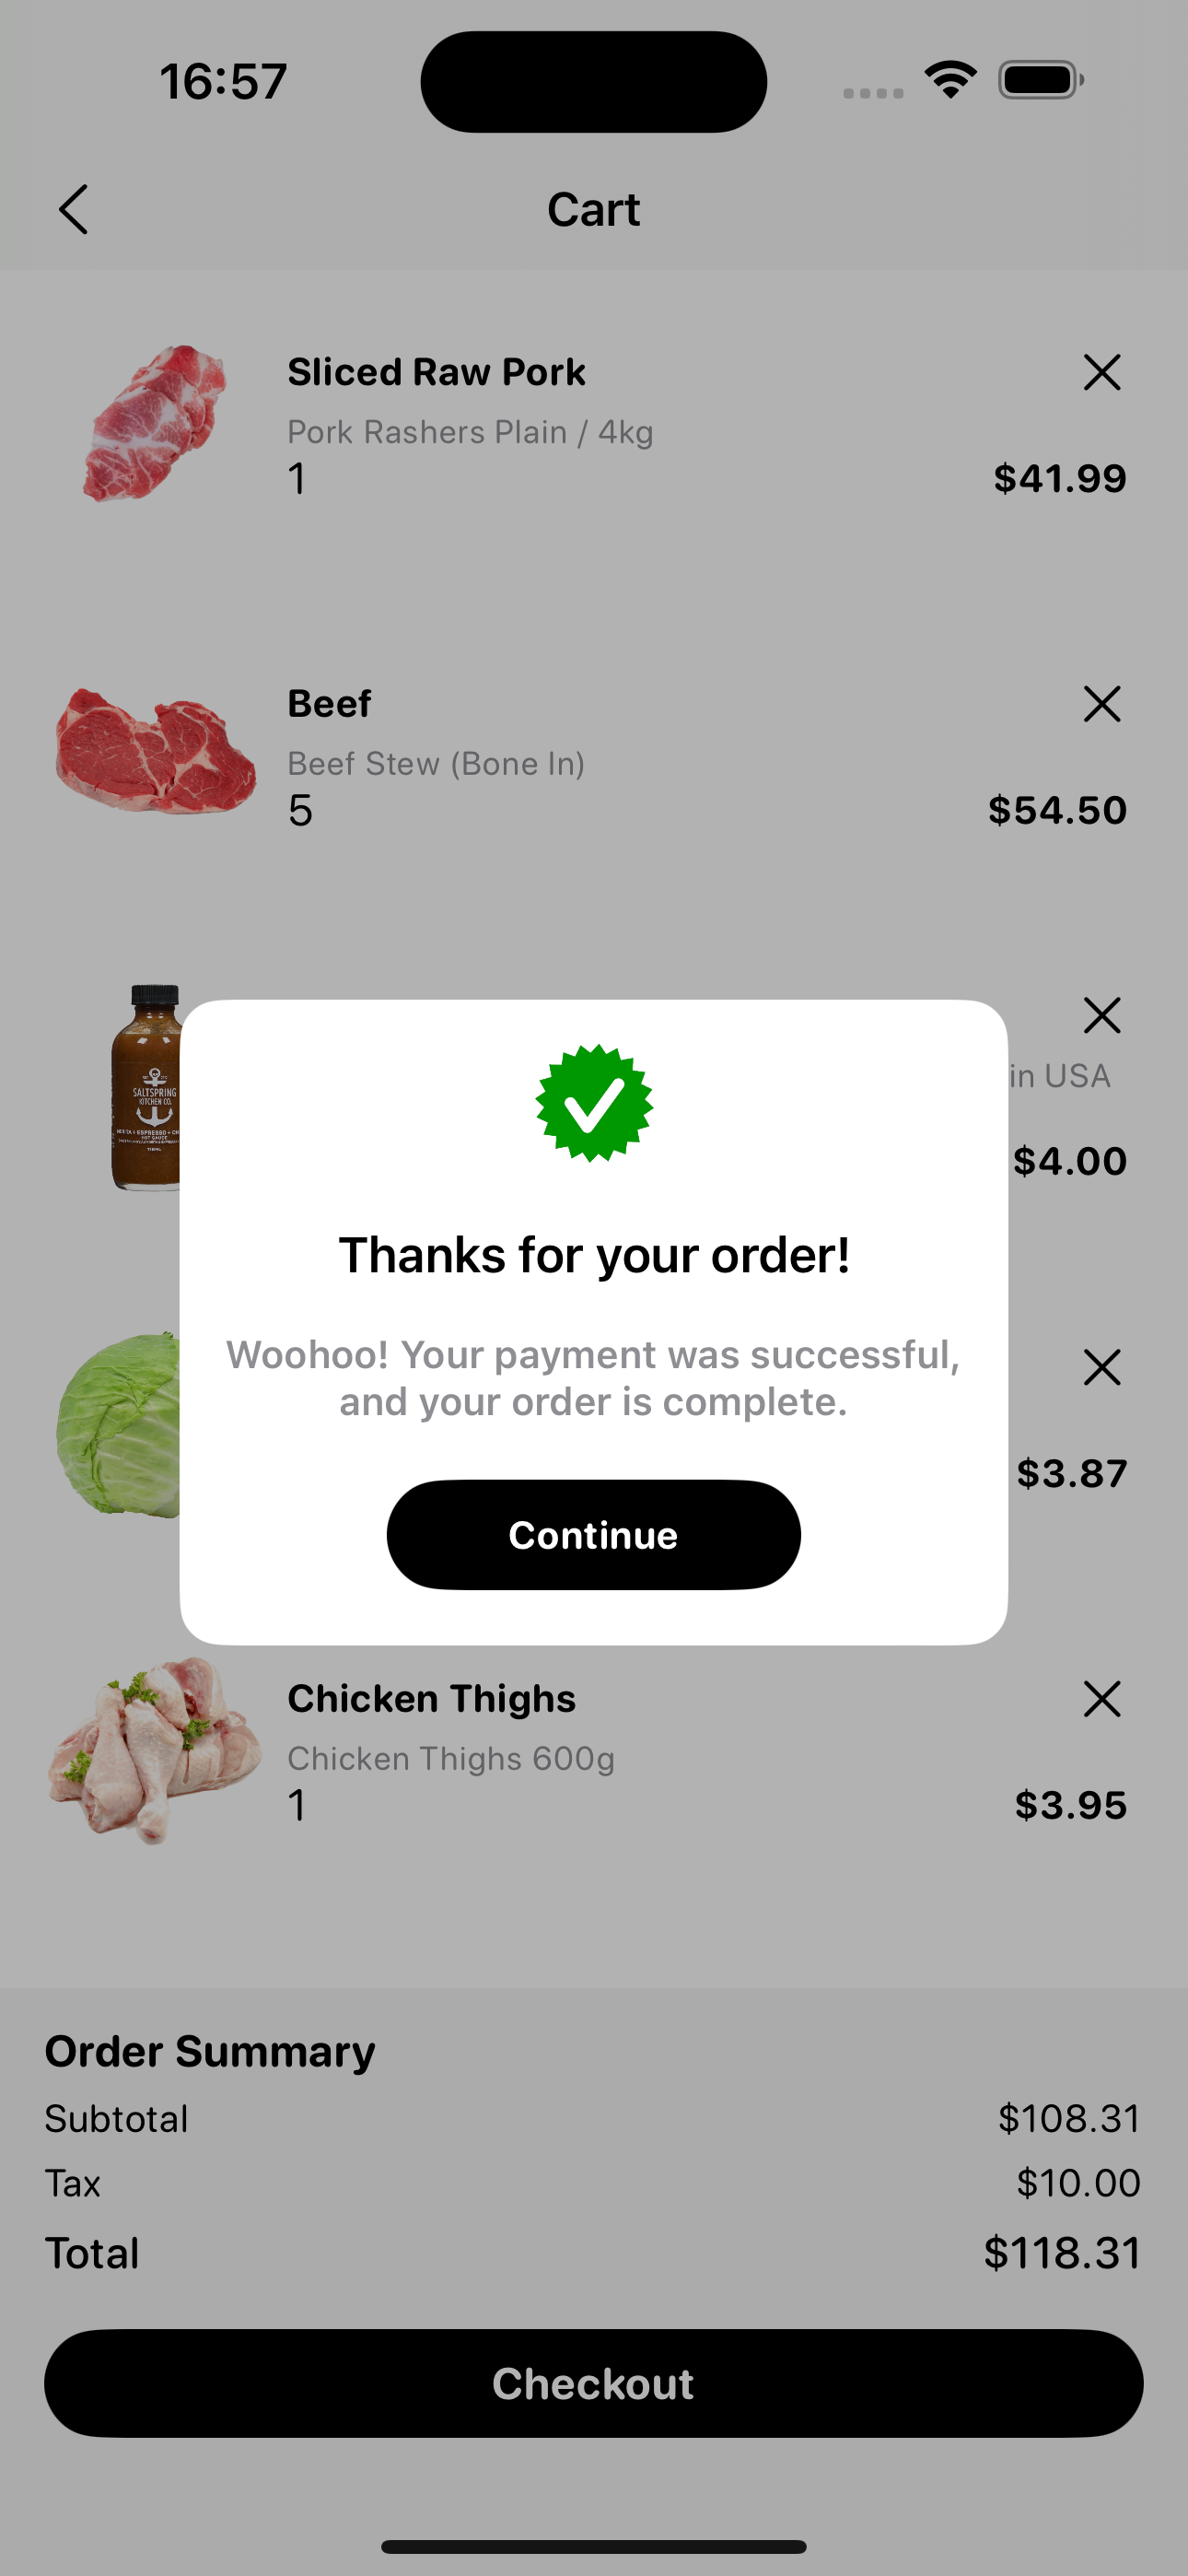 16:57
Cart
Sliced Raw Pork
Pork Rashers Plain / 4kg
1
$41.99
Beef
Beef Stew (Bone In)
5
$54.50
SALTSPRING
KITCHEN CO.
in USA
$4.00
Thanks for your order!
Woohoo! Your payment was successful,
and your order is complete.
Continue
$3.87
Chicken Thighs
Chicken Thighs 600g
1
$3.95
Order Summary
Subtotal
$108.31
Tax
$10.00
Total
$118.31
Checkout